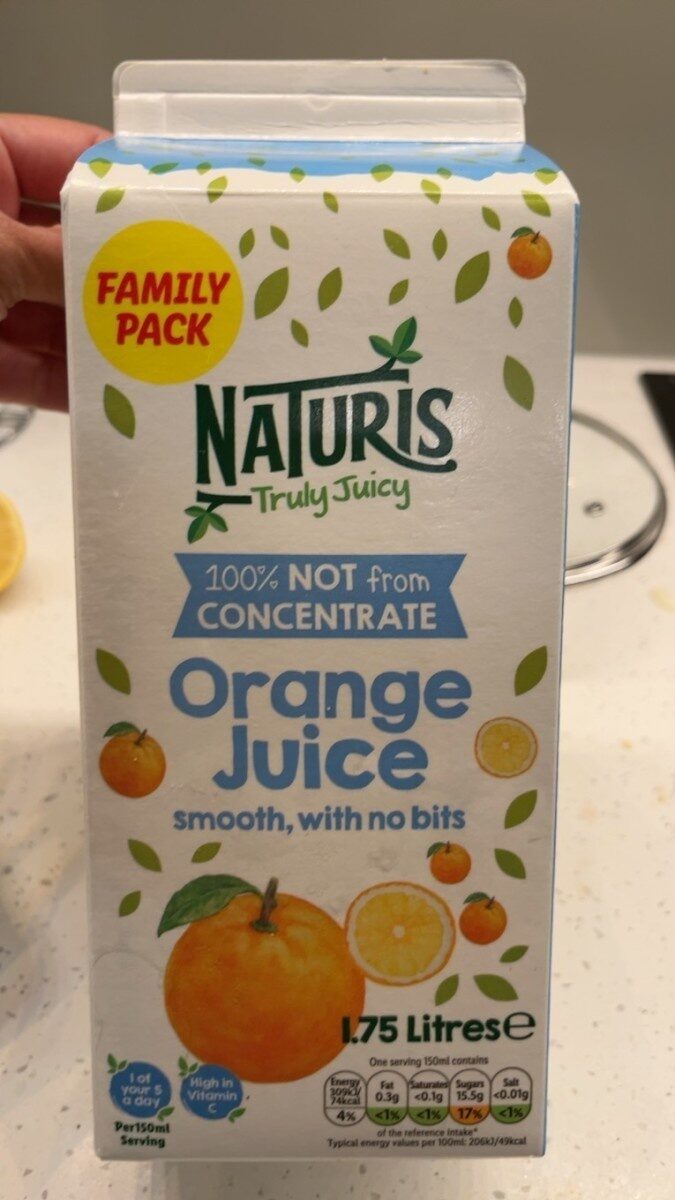 FAMILY
PACK
NATURIS
Truly Juicy
100% NOT from
CONCENTRATE
Orange
Juice
smooth, with no bits
1.75 Litres℮
One serving 150ml contains
Energy
309kJ/
74kcal
4%
Fat
0.3g
<1%
Saturates
<0.1g
<1%
Sugars
15.5g
17%
Salt
<0.01g
<1%
of the reference intake*
Typical energy values per 100ml: 206kJ/49kcal
1 of
your 5
a day
High in
Vitamin
C
Per150ml
Serving